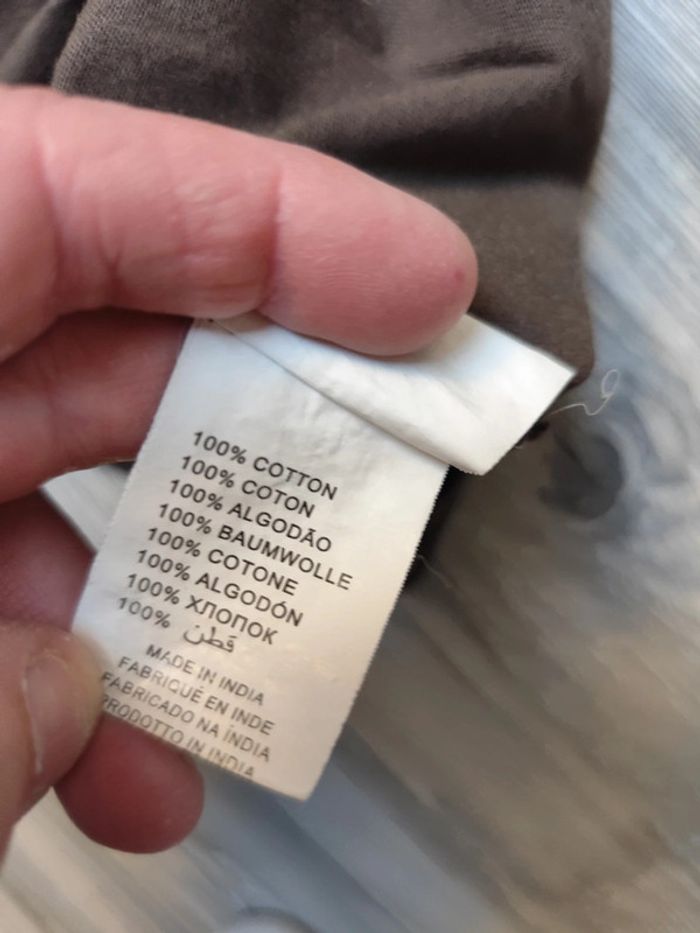 100% COTTON
100% COTON
100% ALGODÃO
100% BAUMWOLLE
100% COTONE
100% ALGODÓN
100% ХЛОПОК
100% قطن
MADE IN INDIA
FABRIQUÉ EN INDE
FABRICADO NA ÍNDIA
PRODOTTO IN INDIA